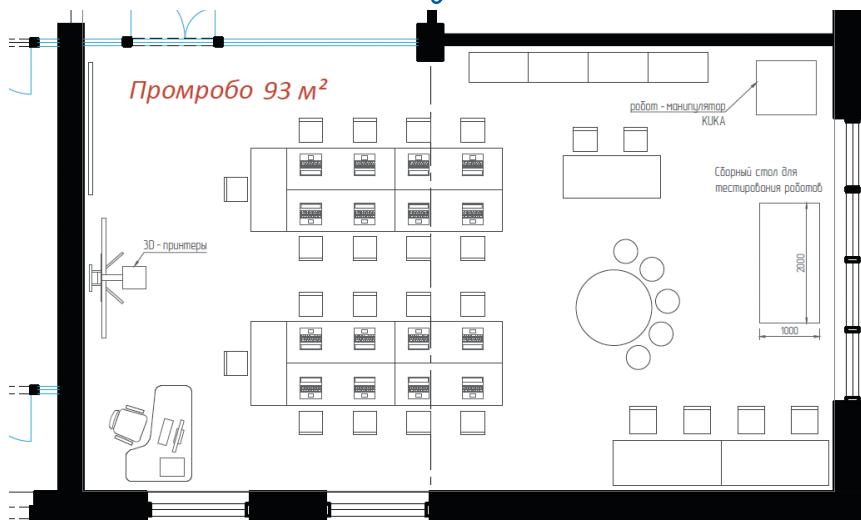 Промробо 93 м²
робот - манипулятор
KUKA
Сборный стол для
тестирования роботов
3D - принтеры
2000
1000